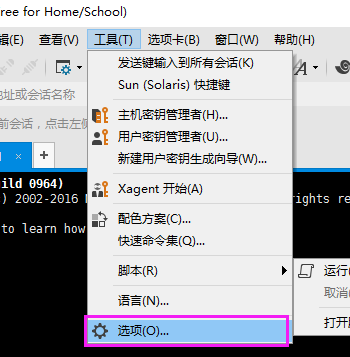 ree for Home/School)
编辑(E) 查看(V) 工具(T) 选项卡(B) 窗口(W) 帮助(H)
发送键输入到所有会话(K)
Sun (Solaris) 快捷键
地址或会话名称
主机密钥管理者(H)...
前会话，点击左侧
用户密钥管理者(U)...
新建用户密钥生成向导(W)...
Xagent 开始(A)
ild 0964)
) 2002-2016 rights re
配色方案(C)...
to learn how
快速命令集(Q)...
脚本(R)
运行(
取消(
语言(N)...
打开
选项(O)...